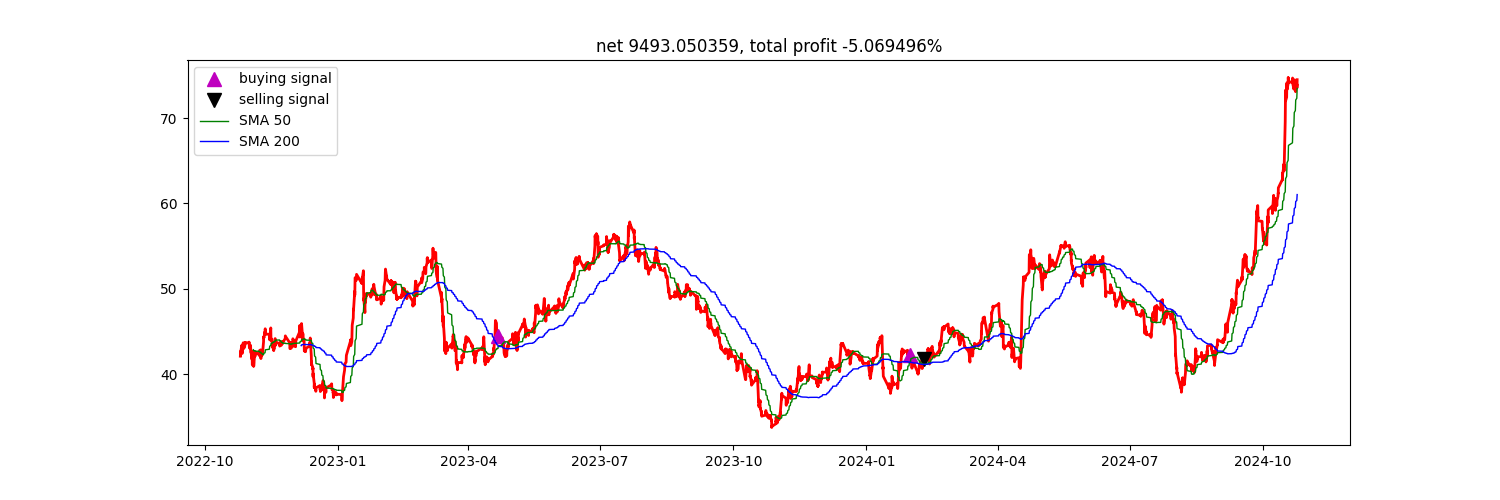 net 9493.050359, total profit -5.069496%
buying signal
selling signal
SMA 50
SMA 200
70
60
50
40
2022-10 2023-01 2023-04 2023-07 2023-10 2024-01 2024-04 2024-07 2024-10